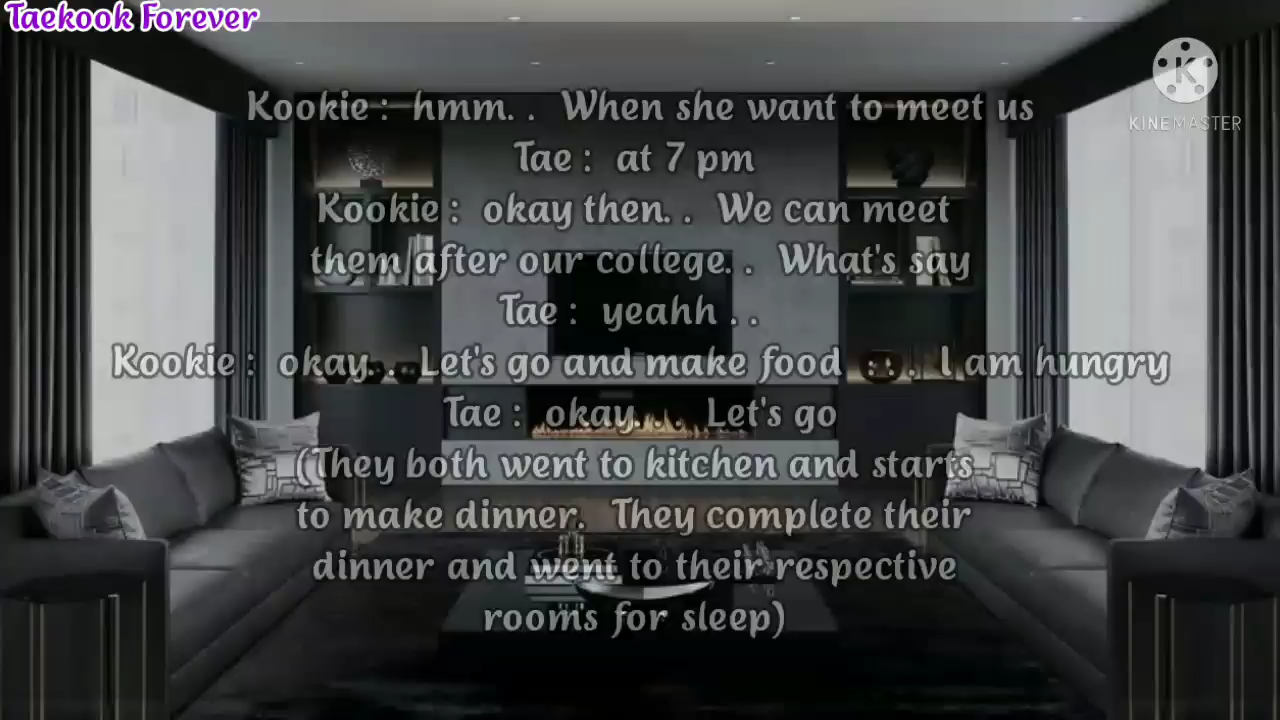 Taekook Forever
KINEMASTER
Kookie : hmm. . When she want to meet us
Tae : at 7 pm
Kookie : okay then. . We can meet
them after our college. . What's say
Tae : yeahh . .
Kookie : okay. . Let's go and make food . . . I am hungry
Tae : okay. . . Let's go
(They both went to kitchen and starts
to make dinner. They complete their
dinner and went to their respective
rooms for sleep)